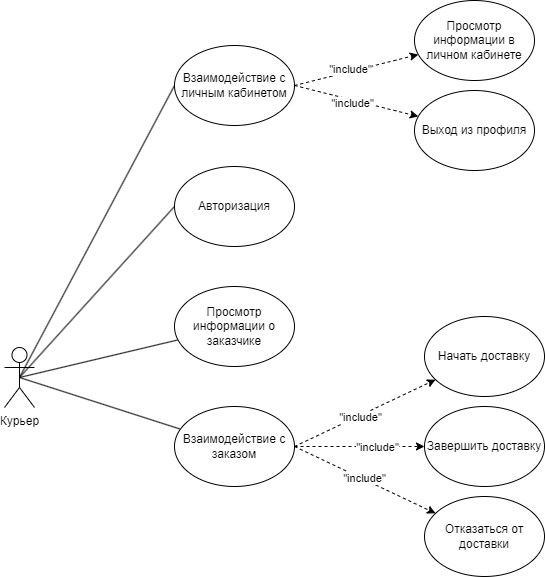 Просмотр
информации в
личном кабинете
"include"
Взаимодействие с
личным кабинетом
"include"
Выход из профиля
Авторизация
Просмотр
информации о
заказчике
Начать доставку
Курьер
"include"
Взаимодействие с
заказом
"include"
Завершить доставку
"include"
Отказаться от
доставки